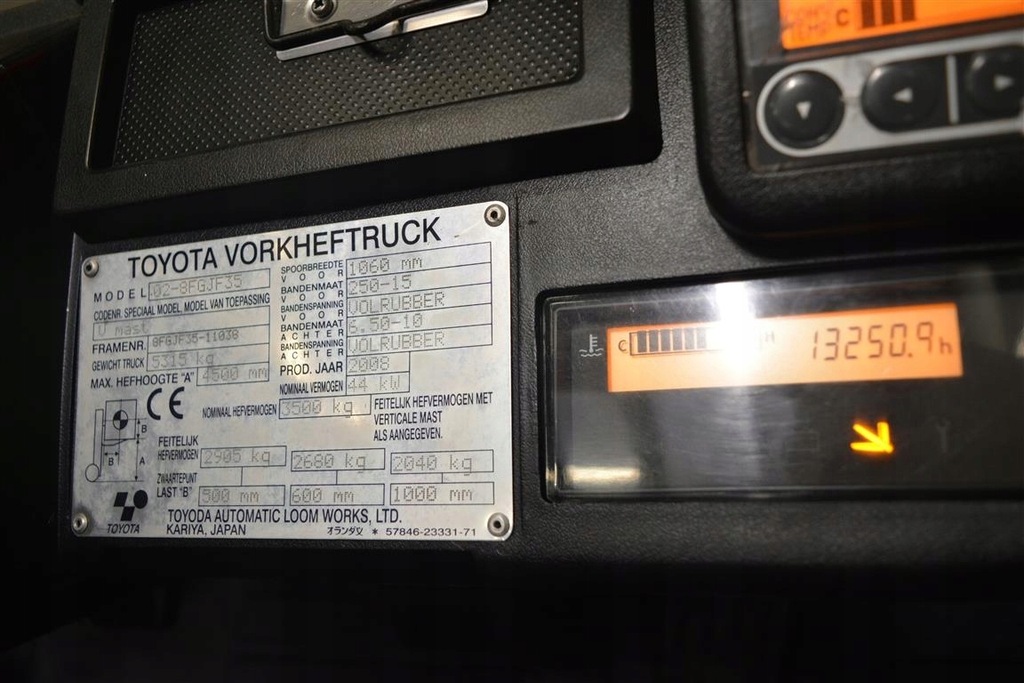 TOYOTA VORKHEFTRUCK
MODEL 02-8FGJF35
CODENR. SPECIAAL MODEL, MODEL VAN TOEPASSING
V mast
FRAMENR. 8FGJF35-11038
GEWICHT TRUCK 5315 kg
MAX. HEFHOOGTE "A" 4500 mm
SPOORBREEDTE VOOR 1060 mm
BANDENMAAT VOOR 250-15
BANDENSPANNING VOOR VOLRUBBER
BANDENMAAT ACHTER 6.50-10
BANDENSPANNING ACHTER VOLRUBBER
PROD. JAAR 2008
NOMINAAL VERMOGEN 44 kW
CE
NOMINAAL HEFVERMOGEN 3500 kg
FEITELIJK HEFVERMOGEN MET
VERTICALE MAST
ALS AANGEGEVEN.
B
B
A
FEITELIJK
HEFVERMOGEN 2905 kg 2680 kg 2040 kg
ZWAARTEPUNT
LAST "B" 500 mm 600 mm 1000 mm
TOYOTA
TOYODA AUTOMATIC LOOM WORKS, LTD.
KARIYA, JAPAN オランダ文 * 57846-23331-71
C
C H 13250.9h